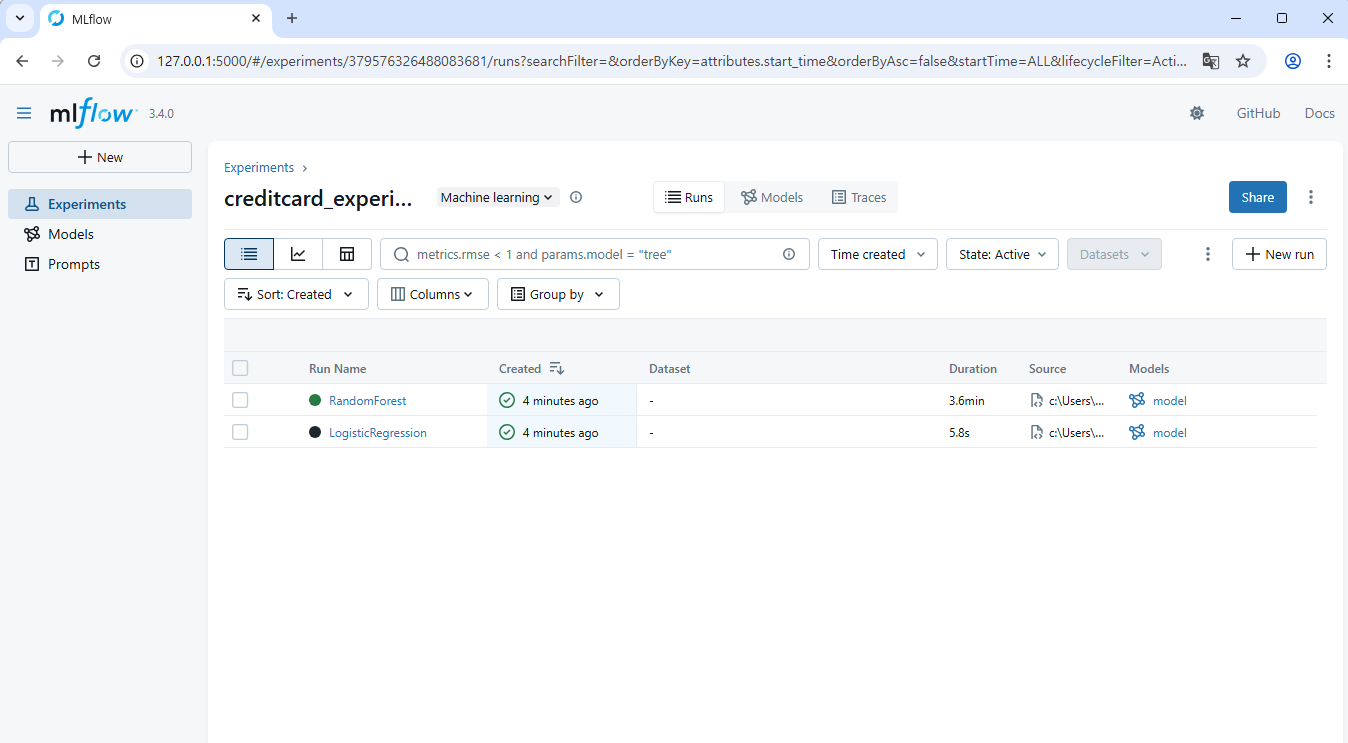 MLflow
127.0.0.1:5000/#/experiments/379576326488083681/runs?searchFilter=&orderByKey=attributes.start_time&orderByAsc=false&startTime=ALL&lifecycleFilter=Acti...
mlflow 3.4.0 GitHub Docs
New
Experiments
Models
Prompts
Experiments
creditcard_experi... Machine learning Runs Models Traces Share
metrics.rmse < 1 and params.model = "tree" Time created State: Active Datasets New run
Sort: Created Columns Group by
Run Name Created Dataset Duration Source Models
RandomForest 4 minutes ago - 3.6min c:\Users\... model
LogisticRegression 4 minutes ago - 5.8s c:\Users\... model